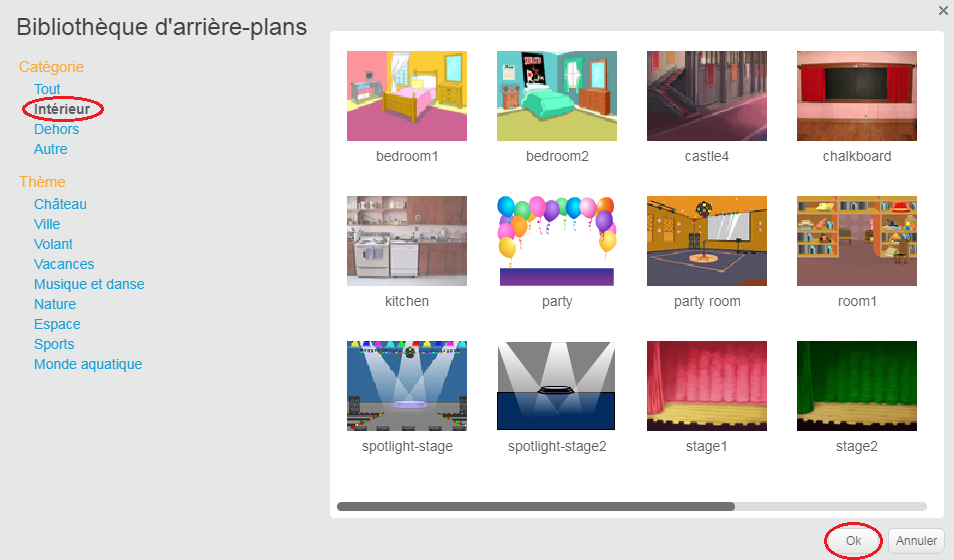 Bibliothèque d'arrière-plans
Catégorie
Tout
Intérieur
Dehors
Autre
Thème
Château
Ville
Volant
Vacances
Musique et danse
Nature
Espace
Sports
Monde aquatique
bedroom1
bedroom2
castle4
chalkboard
kitchen
party
party room
room1
spotlight-stage
spotlight-stage2
stage1
stage2
Ok
Annuler